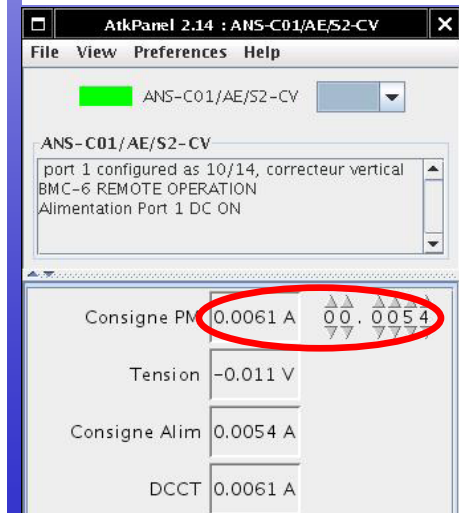 AtkPanel 2.14 : ANS-C01/AE/S2-CV
File View Preferences Help
ANS-C01/AE/S2-CV
ANS-C01/AE/S2-CV
port 1 configured as 10/14, correcteur vertical
BMC-6 REMOTE OPERATION
Alimentation Port 1 DC ON
Consigne PM 0.0061 A 00.0054
Tension -0.011 V
Consigne Alim 0.0054 A
DCCT 0.0061 A